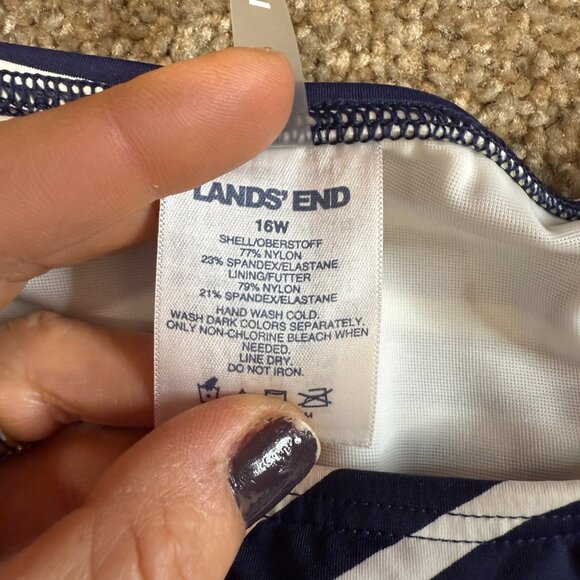 LANDS' END
16W
SHELL/OBERSTOFF
77% NYLON
23% SPANDEX/ELASTANE
LINING/FUTTER
79% NYLON
21% SPANDEX/ELASTANE
HAND WASH COLD.
WASH DARK COLORS SEPARATELY.
ONLY NON-CHLORINE BLEACH WHEN
NEEDED.
LINE DRY.
DO NOT IRON.